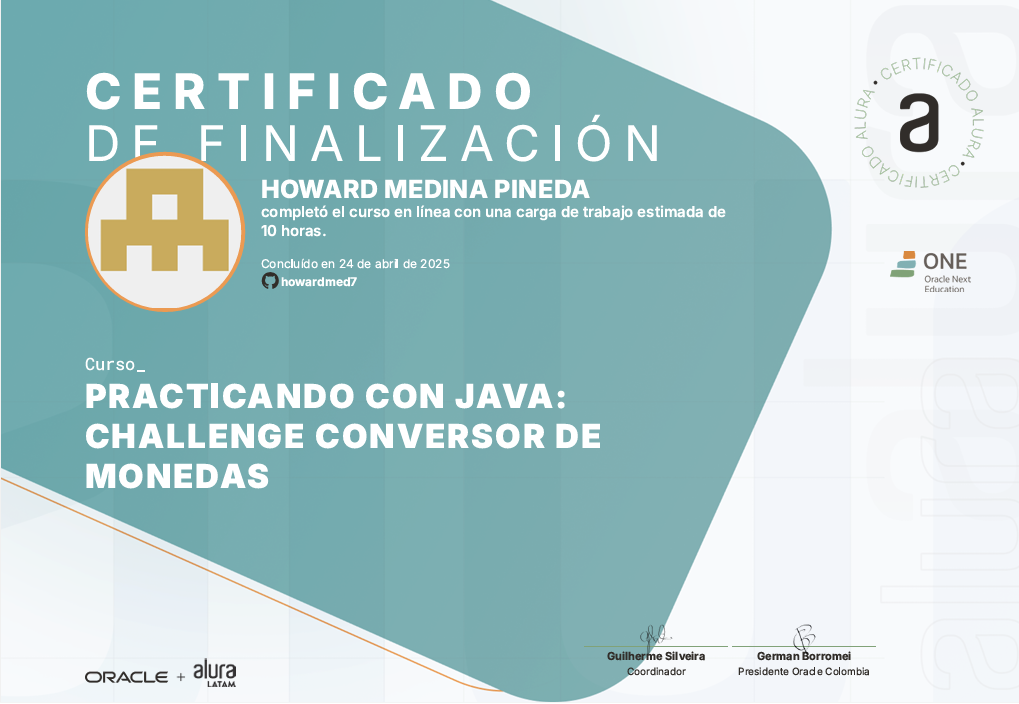 CERTIFICADO
DE FINALIZACIÓN
HOWARD MEDINA PINEDA
completó el curso en línea con una carga de trabajo estimada de
10 horas.
Concluído en 24 de abril de 2025
howardmed7
CERTIFICADO ALURA • CERTIFICADO ALURA •
a
ONE
Oracle Next
Education
Curso_
PRACTICANDO CON JAVA:
CHALLENGE CONVERSOR DE
MONEDAS
ORACLE + alura
LATAM
Guilherme Silveira
Coordinador
German Borromei
Presidente Oracle Colombia
alura
alura